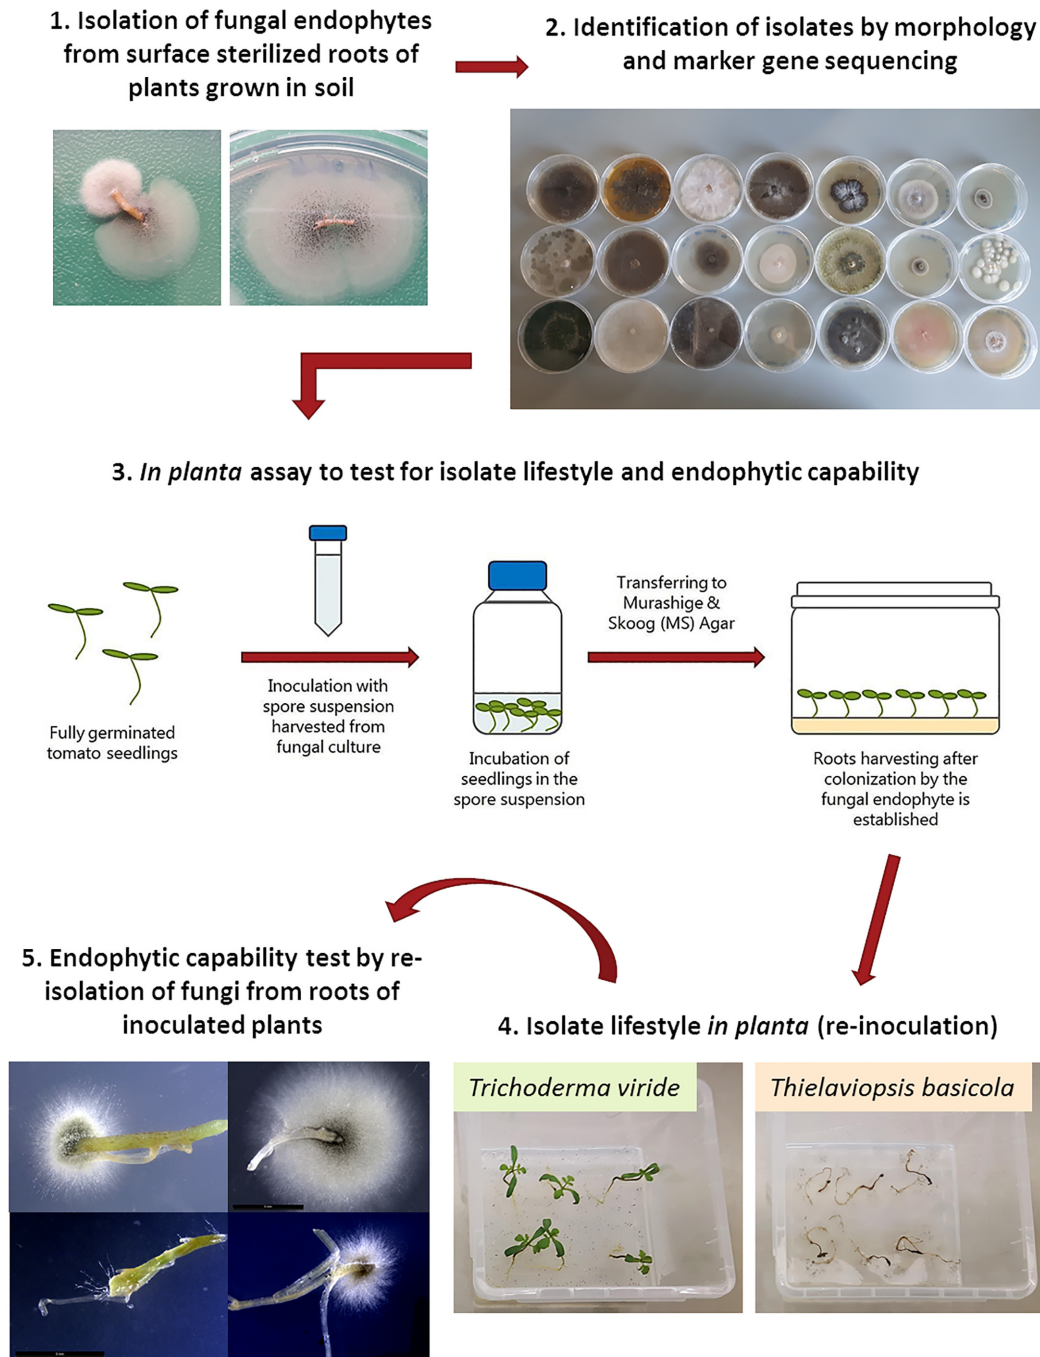 1. Isolation of fungal endophytes
from surface sterilized roots of
plants grown in soil
2. Identification of isolates by morphology
and marker gene sequencing
3. In planta assay to test for isolate lifestyle and endophytic capability
Fully germinated
tomato seedlings
Inoculation with
spore suspension
harvested from
fungal culture
Incubation of
seedlings in the
spore suspension
Transferring to
Murashige &
Skoog (MS) Agar
Roots harvesting after
colonization by the
fungal endophyte is
established
4. Isolate lifestyle in planta (re-inoculation)
Trichoderma viride
Thielaviopsis basicola
5. Endophytic capability test by re-
isolation of fungi from roots of
inoculated plants